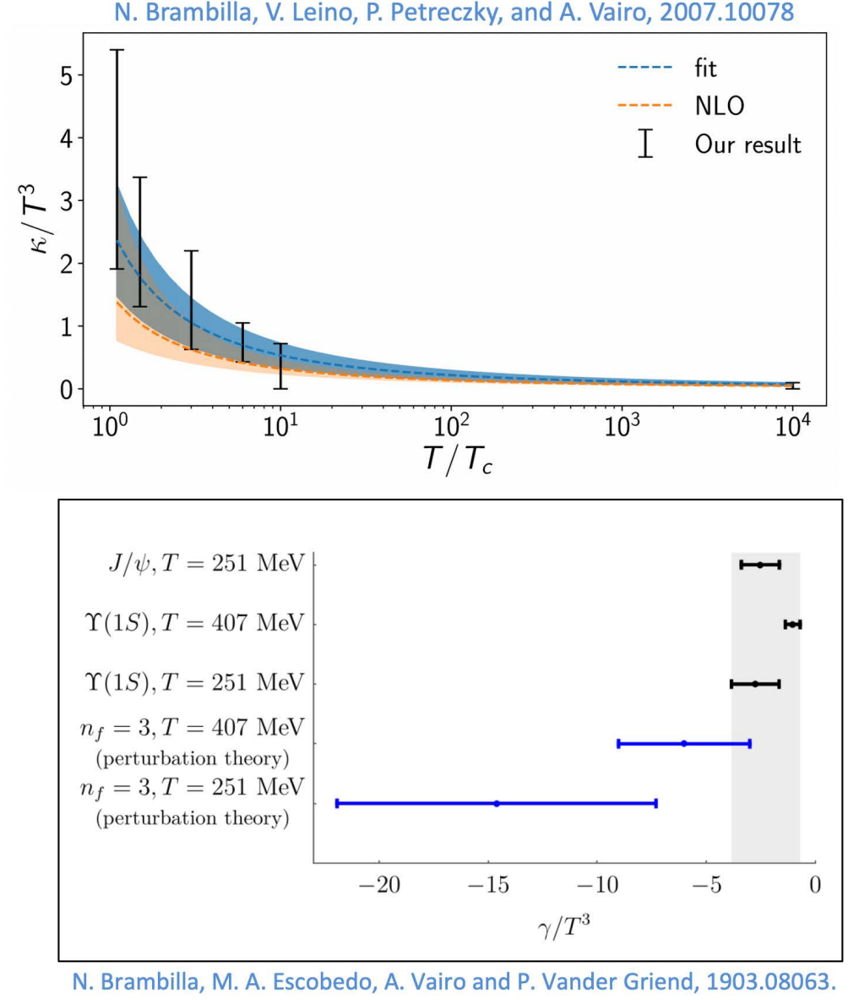 N. Brambilla, V. Leino, P. Petreczky, and A. Vairo, 2007.10078
5
4
3
2
1
0
κ/T³
fit
NLO
Our result
10⁰
10¹
10²
10³
10⁴
T/T_c
J/ψ, T = 251 MeV
Υ(1S), T = 407 MeV
Υ(1S), T = 251 MeV
n_f = 3, T = 407 MeV
(perturbation theory)
n_f = 3, T = 251 MeV
(perturbation theory)
−20
−15
−10
−5
0
γ/T³
N. Brambilla, M. A. Escobedo, A. Vairo and P. Vander Griend, 1903.08063.